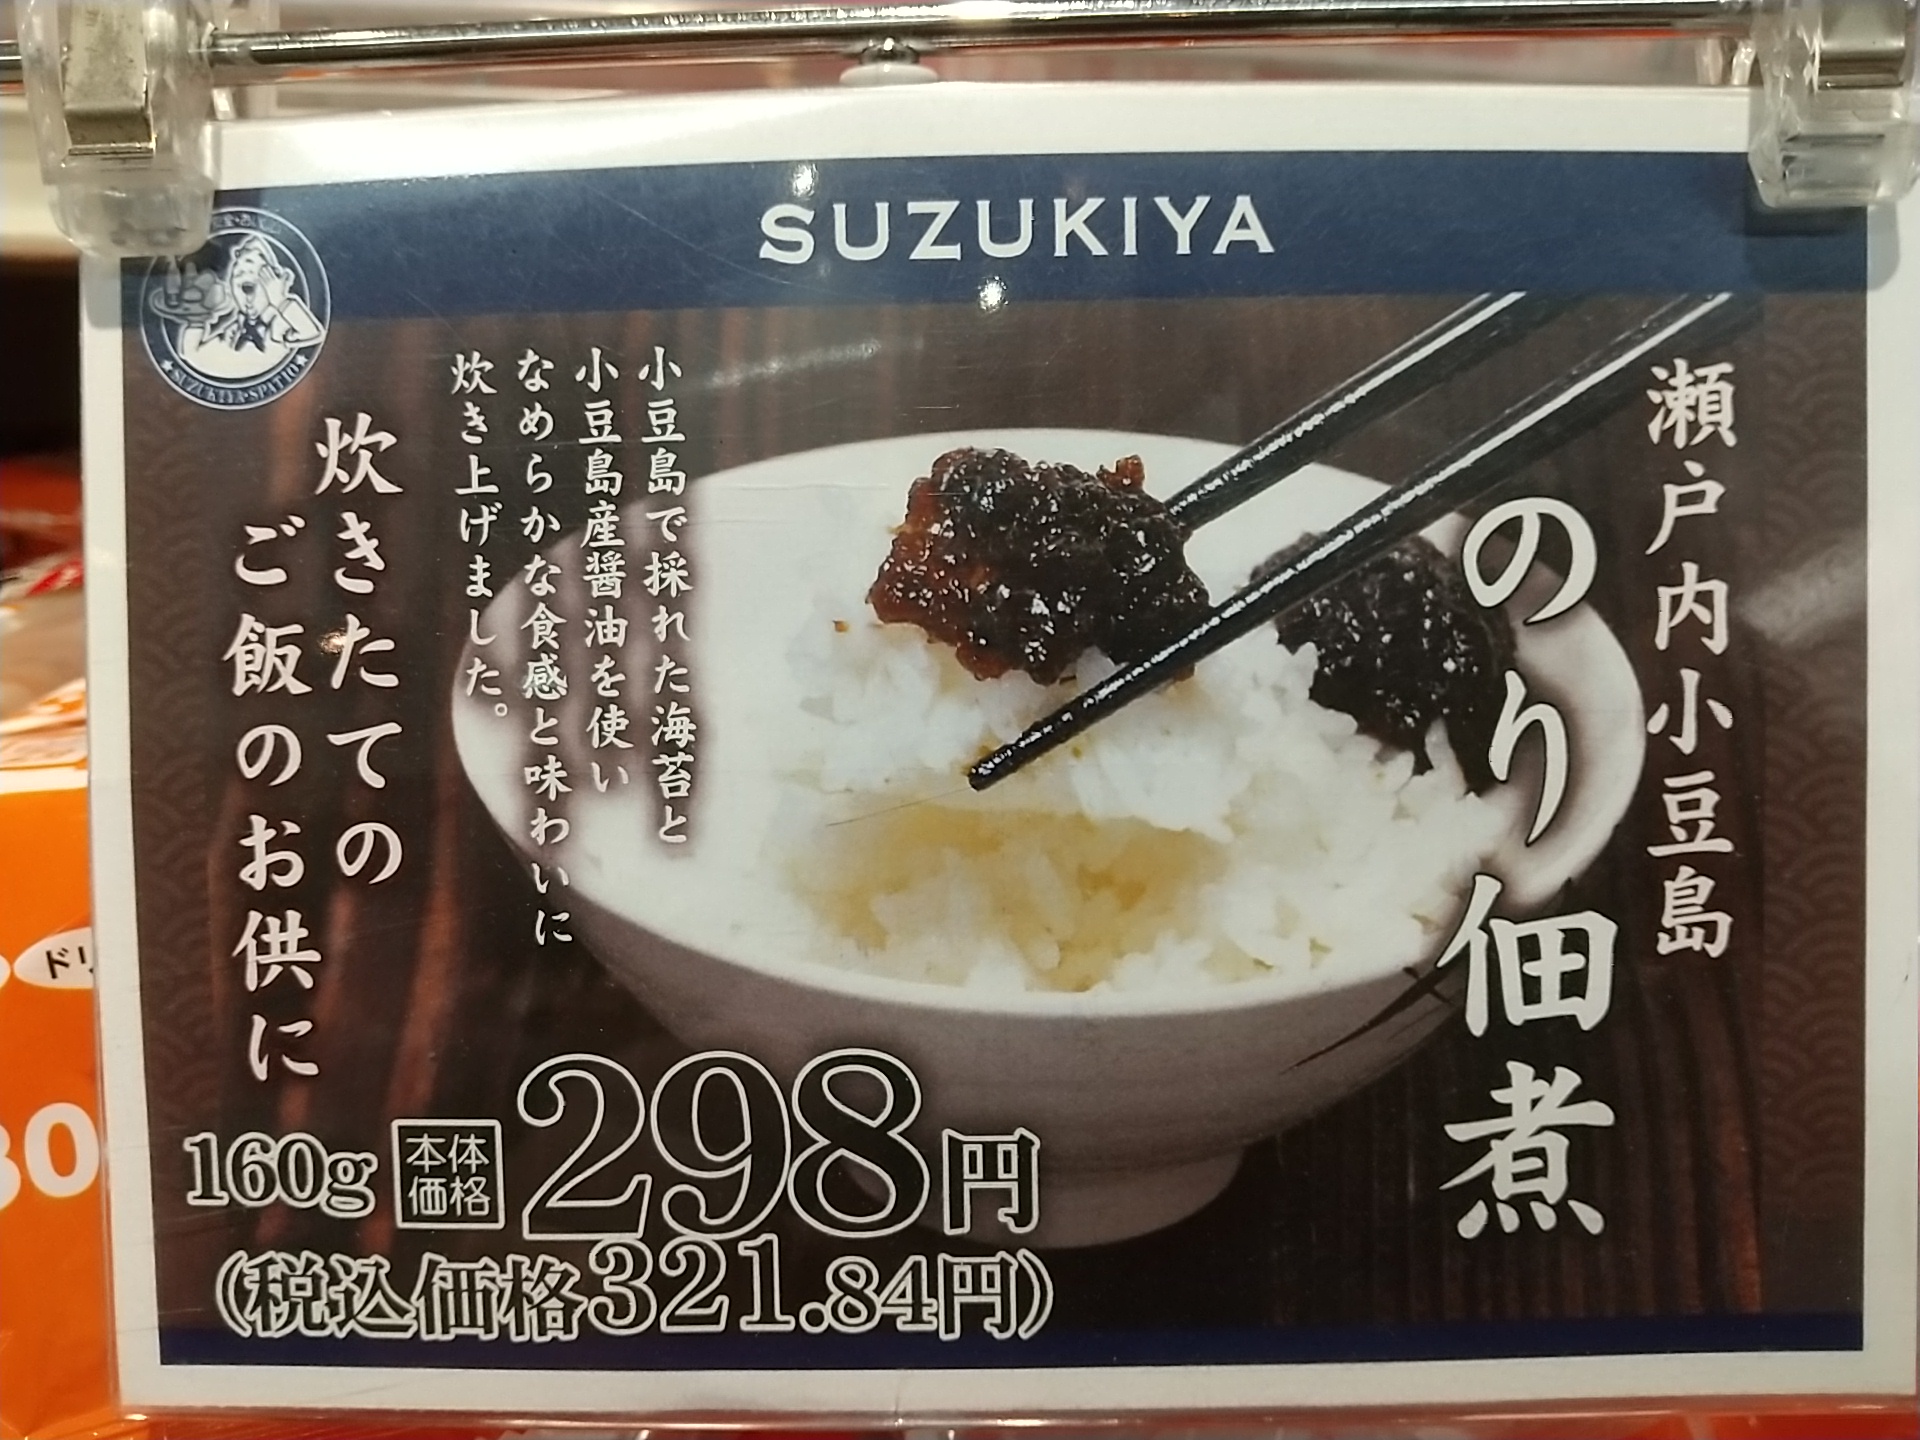 SUZUKIYA
SUZUKIYA・SPATIO
瀬戸内小豆島
のり佃煮
小豆島で採れた海苔と
小豆島産醤油を使い
なめらかな食感と味わいに
炊き上げました。
炊きたての
ご飯のお供に
160g 本体価格 298円
(税込価格321.84円)